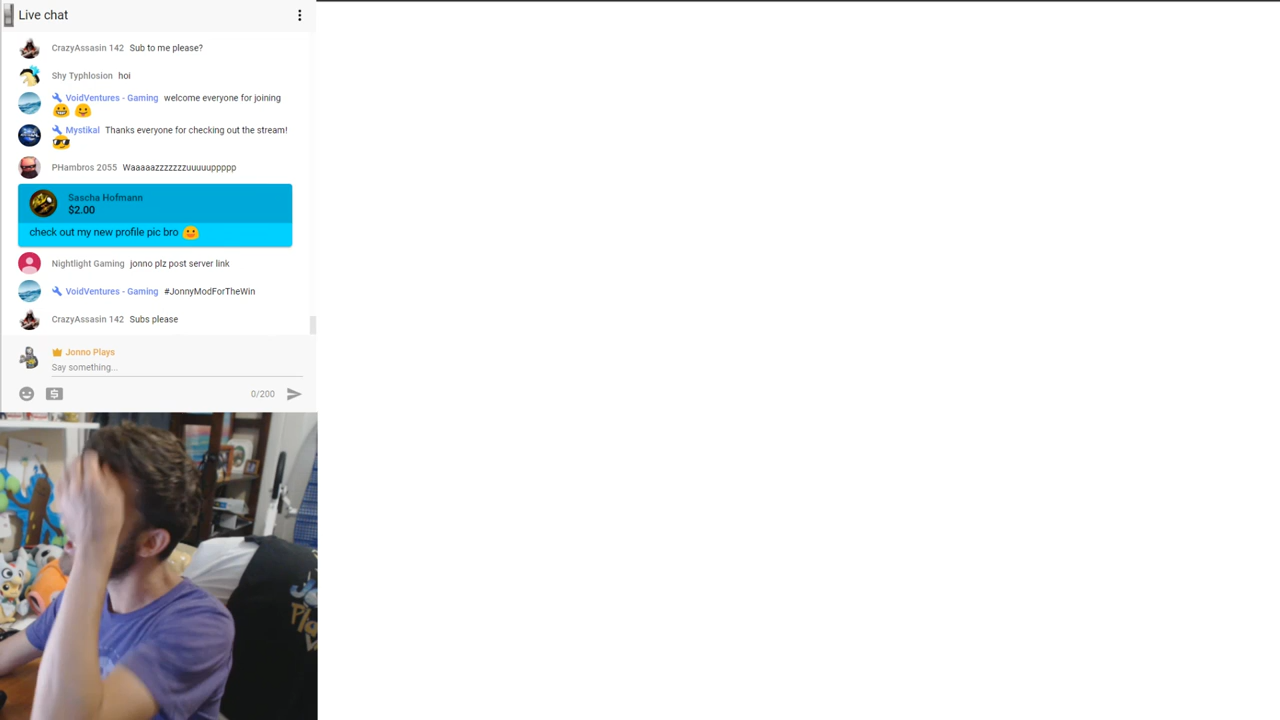 Live chat
CrazyAssasin 142 Sub to me please?
Shy Typhlosion hoi
VoidVentures - Gaming welcome everyone for joining
Mystikal Thanks everyone for checking out the stream!
PHambros 2055 Waaaaazzzzzzzuuuuuppppp
Sascha Hofmann
$2.00
check out my new profile pic bro
Nightlight Gaming jonno plz post server link
VoidVentures - Gaming #JonnyModForTheWin
CrazyAssasin 142 Subs please
Jonno Plays
Say something...
0/200